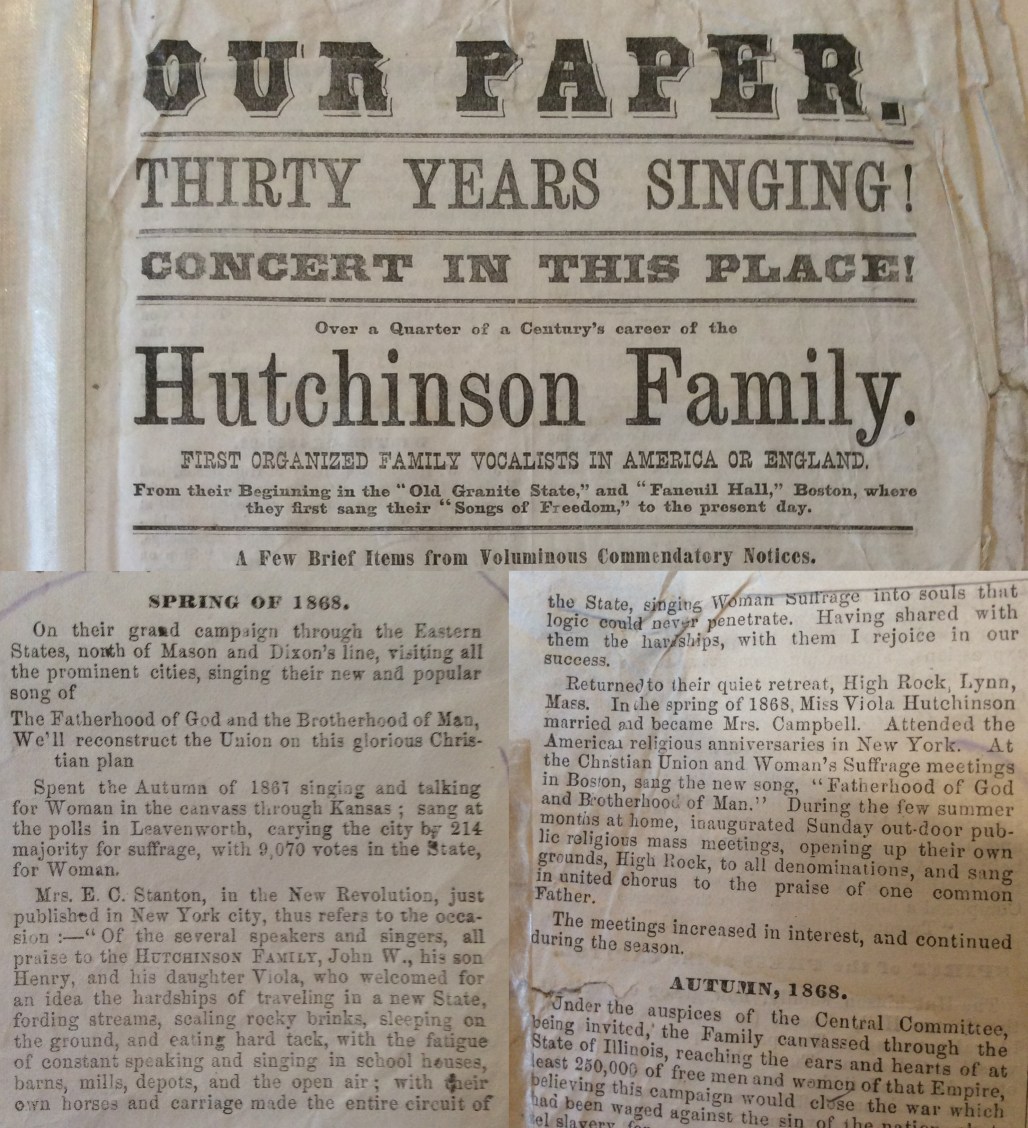 OUR PAPER.
THIRTY YEARS SINGING!
CONCERT IN THIS PLACE!
Over a Quarter of a Century's career of the
Hutchinson Family.
FIRST ORGANIZED FAMILY VOCALISTS IN AMERICA OR ENGLAND.
From their Beginning in the "Old Granite State," and "Faneuil Hall," Boston, where
they first sang their "Songs of Freedom," to the present day.
A Few Brief Items from Voluminous Commendatory Notices.
SPRING OF 1868.
On their grand campaign through the Eastern
States, north of Mason and Dixon's line, visiting all
the prominent cities, singing their new and popular
song of
The Fatherhood of God and the Brotherhood of Man,
We'll reconstruct the Union on this glorious Chris-
tian plan
Spent the Autumn of 1867 singing and talking
for Woman in the canvass through Kansas; sang at
the polls in Leavenworth, carying the city by 214
majority for suffrage, with 9,070 votes in the State,
for Woman.
Mrs. E. C. Stanton, in the New Revolution, just
published in New York city, thus refers to the occa-
sion:—"Of the several speakers and singers, all
praise to the HUTCHINSON FAMILY, John W., his son
Henry, and his daughter Viola, who welcomed for
an idea the hardships of traveling in a new State,
fording streams, scaling rocky brinks, sleeping on
the ground, and eating hard tack, with the fatigue
of constant speaking and singing in school houses,
barns, mills, depots, and the open air; with their
own horses and carriage made the entire circuit of
the State, singing Woman Suffrage into souls that
logic could never penetrate. Having shared with
them the hardships, with them I rejoice in our
success.
Returned to their quiet retreat, High Rock, Lynn,
Mass. In the spring of 1868, Miss Viola Hutchinson
married and became Mrs. Campbell. Attended the
American religious anniversaries in New York. At
the Christian Union and Woman's Suffrage meetings
in Boston, sang the new song, "Fatherhood of God
and Brotherhood of Man." During the few summer
months at home, inaugurated Sunday out-door pub-
lic religious mass meetings, opening up their own
grounds, High Rock, to all denominations, and sang
in united chorus to the praise of one common
Father.
The meetings increased in interest, and continued
during the season.
AUTUMN, 1868.
Under the auspices of the Central Committee,
being invited, the Family canvassed through the
State of Illinois, reaching the ears and hearts of at
least 250,000 of free men and women of that Empire,
believing this campaign would close the war which
had been waged against the sin of the nation
slavery